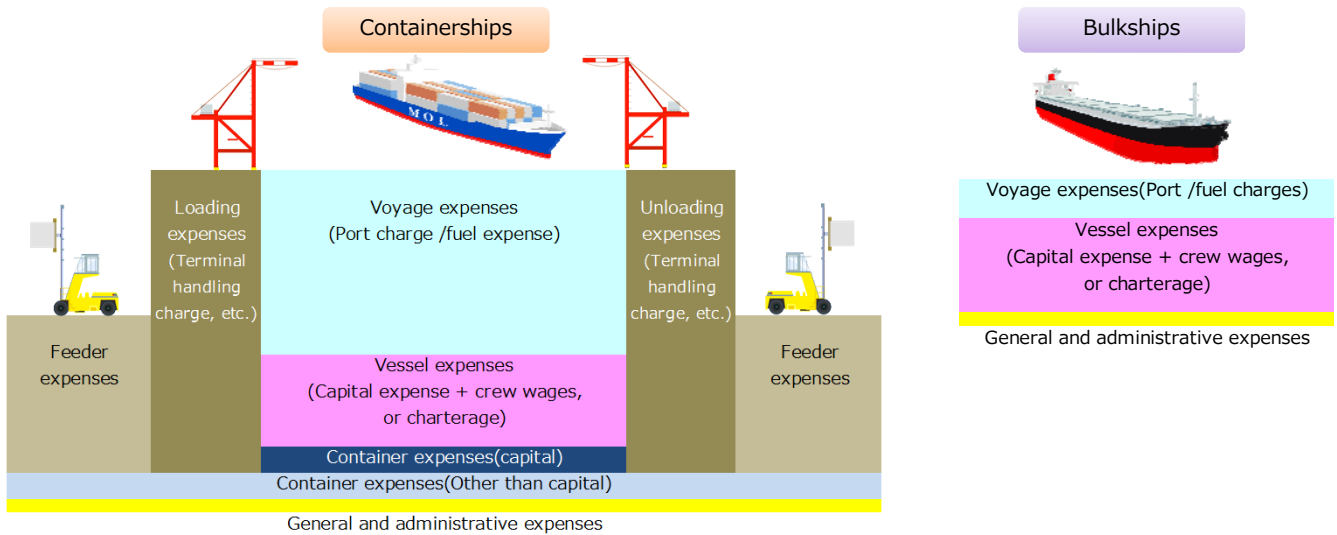 Containerships
Bulkships
MOL
Loading
expenses
(Terminal
handling
charge, etc.)
Voyage expenses
(Port charge /fuel expense)
Unloading
expenses
(Terminal
handling
charge, etc.)
Feeder
expenses
Vessel expenses
(Capital expense + crew wages,
or charterage)
Feeder
expenses
Container expenses(capital)
Container expenses(Other than capital)
General and administrative expenses
Voyage expenses(Port /fuel charges)
Vessel expenses
(Capital expense + crew wages,
or charterage)
General and administrative expenses